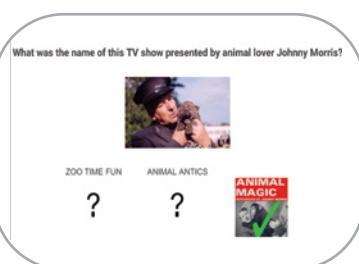 What was the name of this TV show presented by animal lover Johnny Morris?
ZOO TIME FUN
ANIMAL ANTICS
?
?
ANIMAL
MAGIC